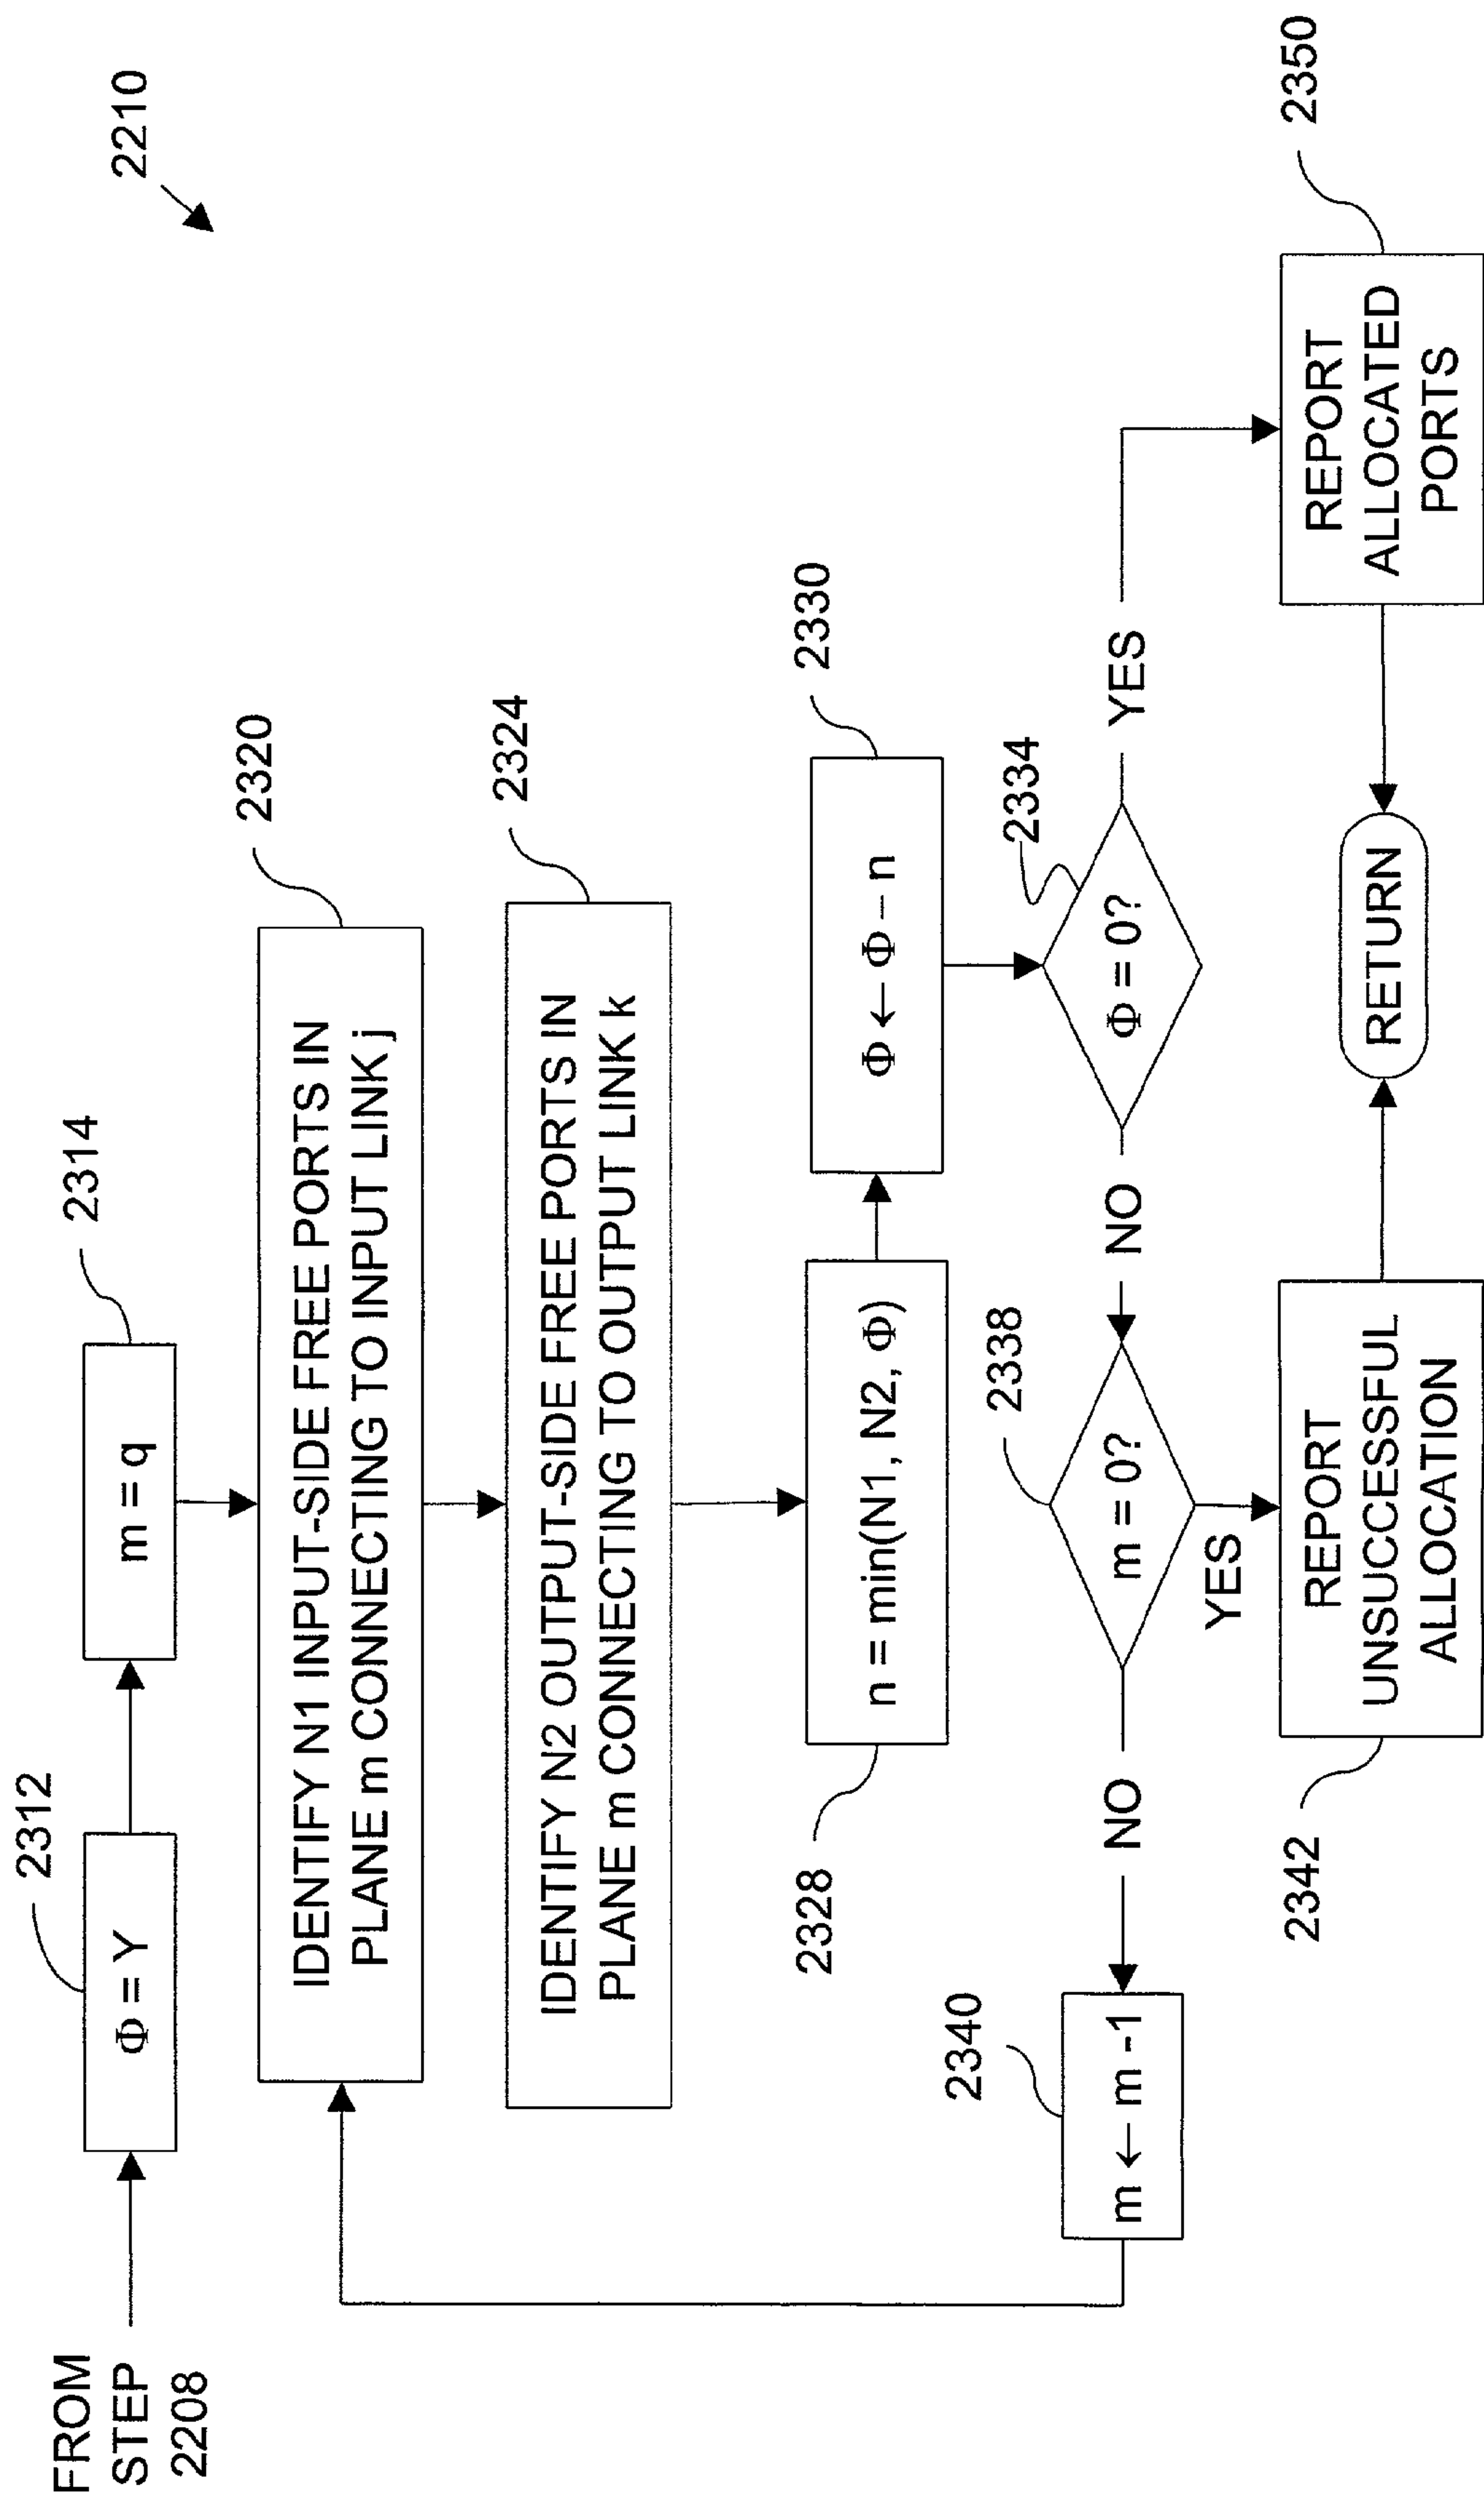 2210
FROM
STEP
2208
2312
Φ = Y
2314
m = q
2320
IDENTIFY N1 INPUT-SIDE FREE PORTS IN
PLANE m CONNECTING TO INPUT LINK j
2324
IDENTIFY N2 OUTPUT-SIDE FREE PORTS IN
PLANE m CONNECTING TO OUTPUT LINK k
2328
n = min(N1, N2, Φ)
2330
Φ ← Φ – n
2334
Φ = 0?
YES
NO
2338
m = 0?
NO
YES
2340
m ← m -1
2342
REPORT
UNSUCCESSFUL
ALLOCATION
RETURN
2350
REPORT
ALLOCATED
PORTS